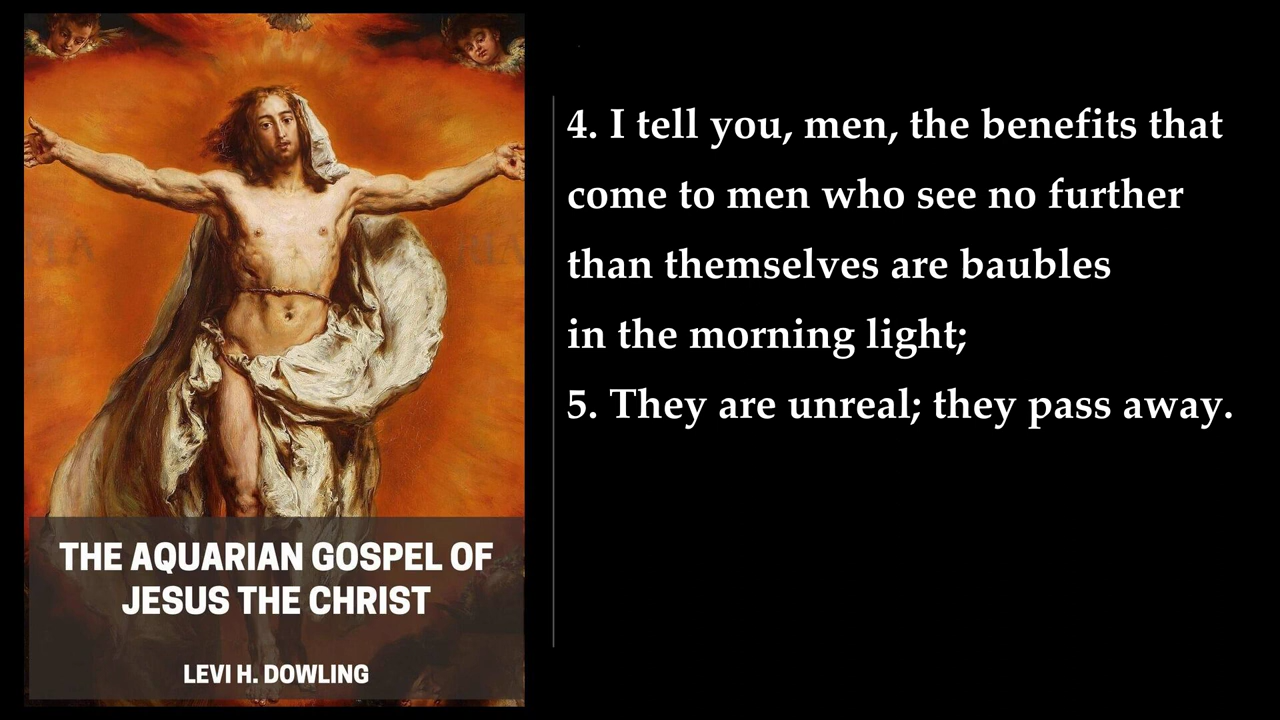 4. I tell you, men, the benefits that
come to men who see no further
than themselves are baubles
in the morning light;
5. They are unreal; they pass away.
THE AQUARIAN GOSPEL OF
JESUS THE CHRIST
LEVI H. DOWLING